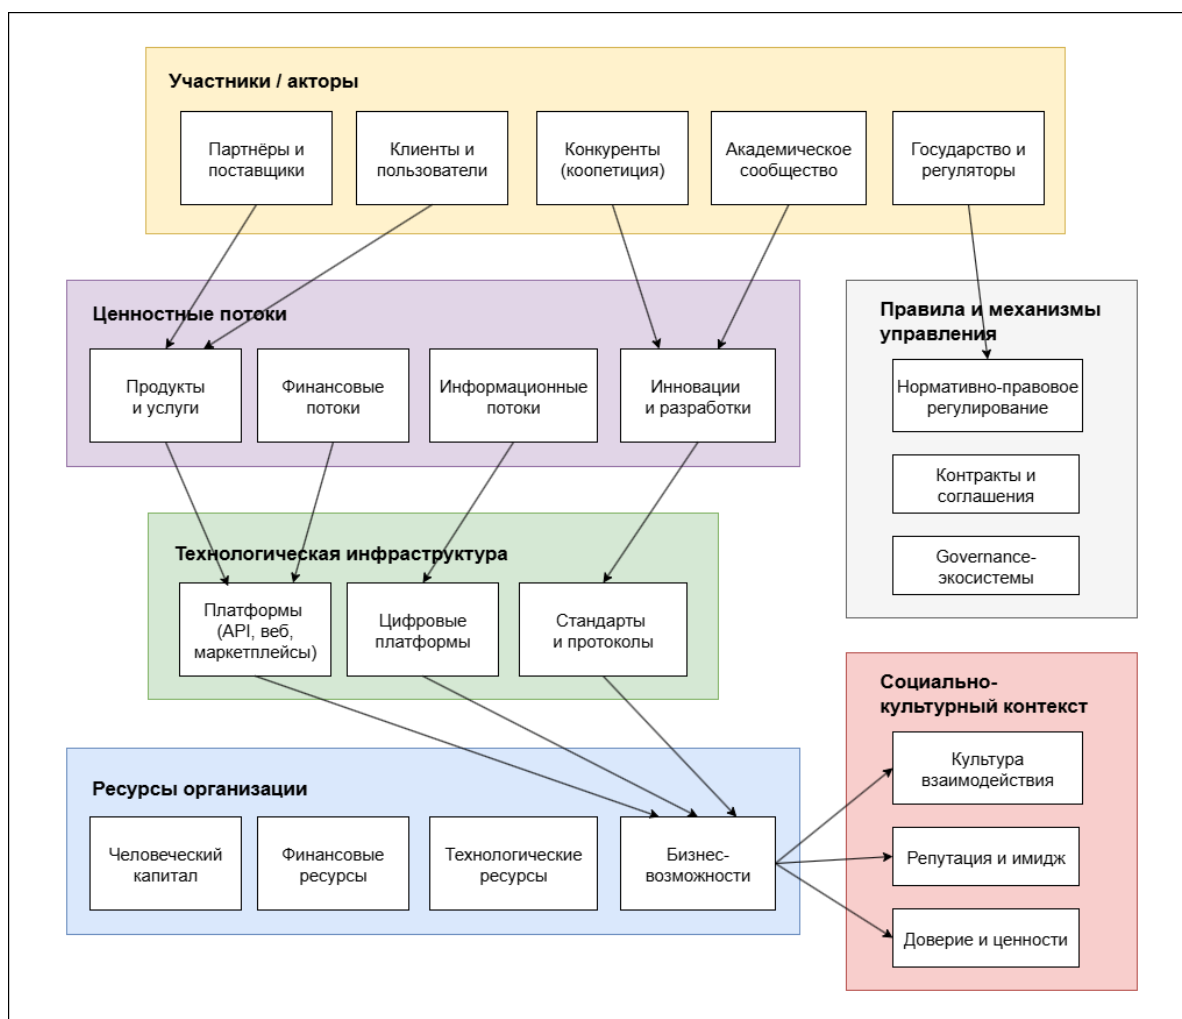 Участники / акторы
Партнёры и
поставщики
Клиенты и
пользователи
Конкуренты
(коопетиция)
Академическое
сообщество
Государство и
регуляторы
Ценностные потоки
Продукты
и услуги
Финансовые
потоки
Информационные
потоки
Инновации
и разработки
Правила и механизмы
управления
Нормативно-правовое
регулирование
Контракты и
соглашения
Governance-
экосистемы
Технологическая инфраструктура
Платформы
(API, веб,
маркетплейсы)
Цифровые
платформы
Стандарты
и протоколы
Социально-
культурный контекст
Культура
взаимодействия
Репутация и имидж
Доверие и ценности
Ресурсы организации
Человеческий
капитал
Финансовые
ресурсы
Технологические
ресурсы
Бизнес-
возможности